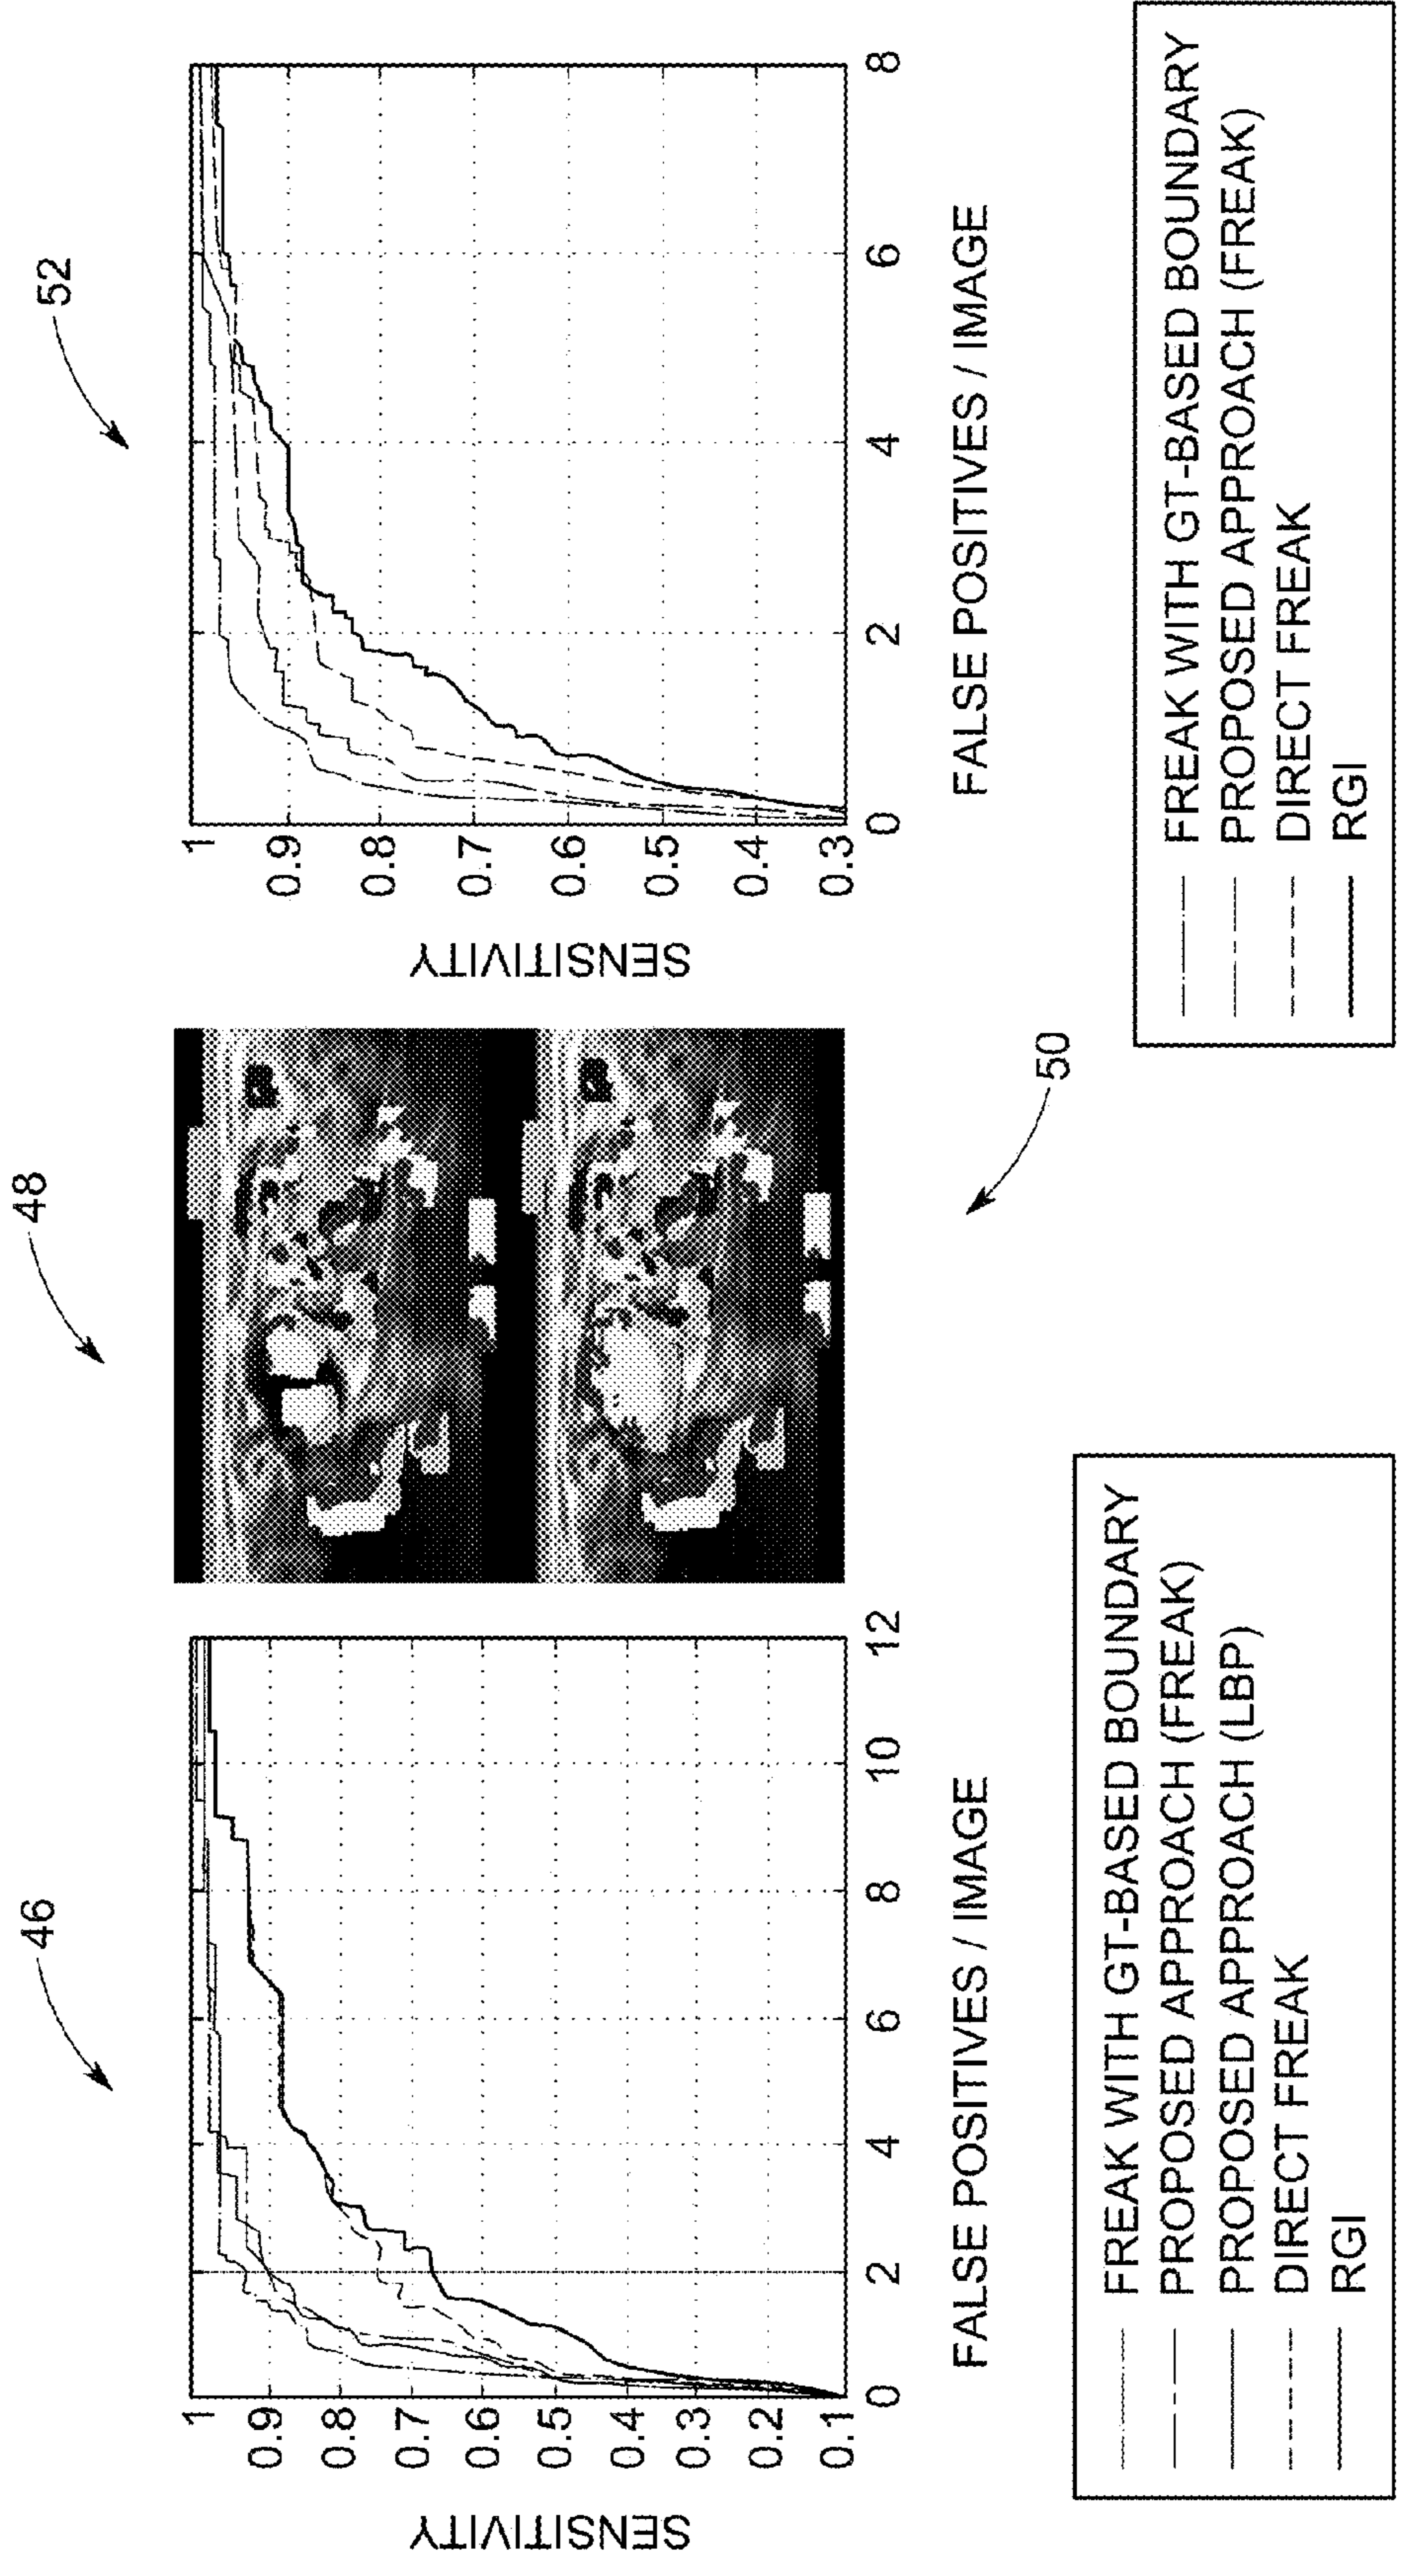 46
SENSITIVITY
1
0.9
0.8
0.7
0.6
0.5
0.4
0.3
0.2
0.1
0 2 4 6 8 10 12
FALSE POSITIVES / IMAGE
FREAK WITH GT-BASED BOUNDARY
PROPOSED APPROACH (FREAK)
PROPOSED APPROACH (LBP)
DIRECT FREAK
RGI
48
50
52
SENSITIVITY
1
0.9
0.8
0.7
0.6
0.5
0.4
0.3
0 2 4 6 8
FALSE POSITIVES / IMAGE
FREAK WITH GT-BASED BOUNDARY
PROPOSED APPROACH (FREAK)
DIRECT FREAK
RGI